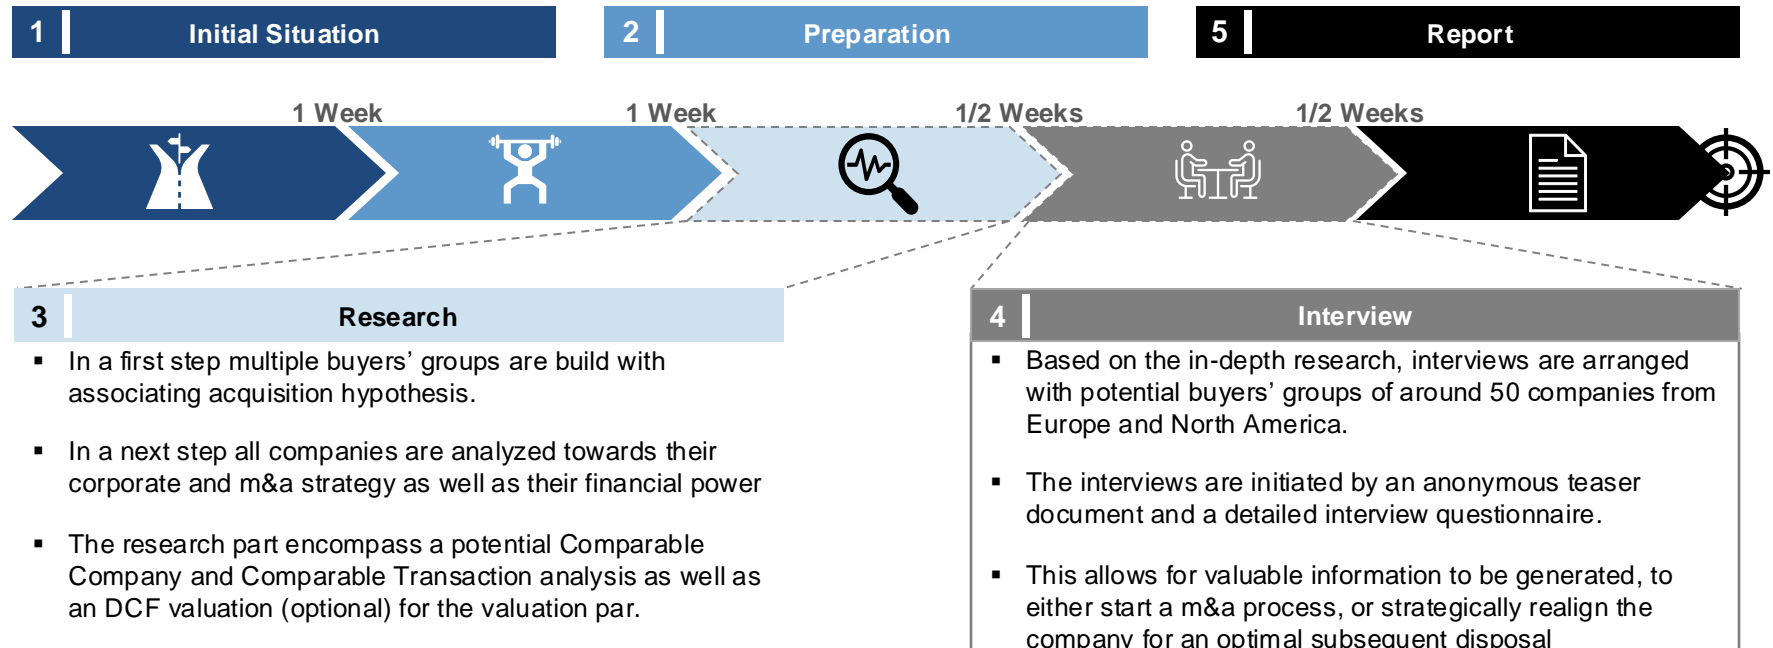 1 Initial Situation
2 Preparation
5 Report
1 Week
1 Week
1/2 Weeks
1/2 Weeks
3 Research
▪ In a first step multiple buyers’ groups are build with
associating acquisition hypothesis.
▪ In a next step all companies are analyzed towards their
corporate and m&a strategy as well as their financial power
▪ The research part encompass a potential Comparable
Company and Comparable Transaction analysis as well as
an DCF valuation (optional) for the valuation par.
4 Interview
▪ Based on the in-depth research, interviews are arranged
with potential buyers’ groups of around 50 companies from
Europe and North America.
▪ The interviews are initiated by an anonymous teaser
document and a detailed interview questionnaire.
▪ This allows for valuable information to be generated, to
either start a m&a process, or strategically realign the
company for an optimal subsequent disposal